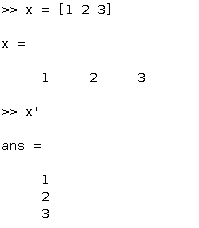 >> x = [1 2 3]
x =
1 2 3
>> x'
ans =
1
2
3